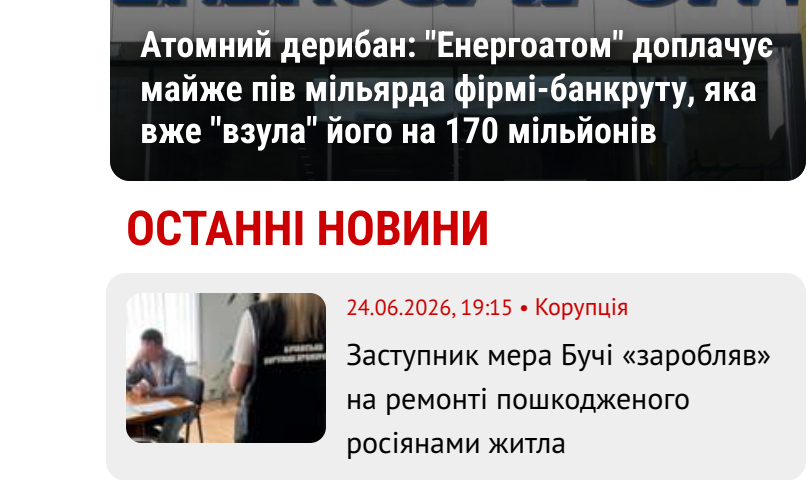 Атомний дерибан: "Енергоатом" доплачує
майже пів мільярда фірмі-банкруту, яка
вже "взула" його на 170 мільйонів
ОСТАННІ НОВИНИ
24.06.2026, 19:15 • Корупція
Заступник мера Бучі «заробляв»
на ремонті пошкодженого
росіянами житла